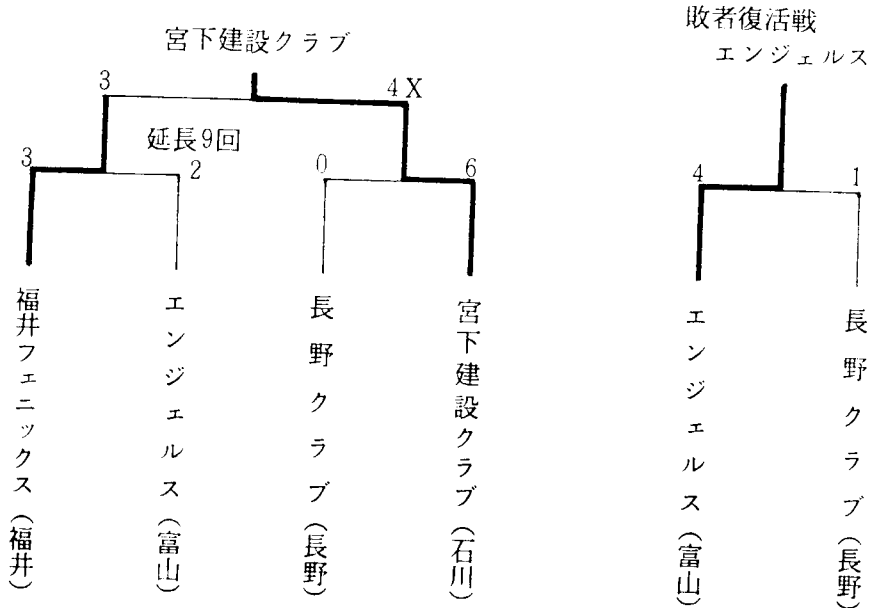 宮下建設クラブ
3
4X
延長9回
3
2
0
6
福井フェニックス(福井)
エンジェルス(富山)
長野クラブ(長野)
宮下建設クラブ(石川)
敗者復活戦
エンジェルス
4
1
エンジェルス(富山)
長野クラブ(長野)